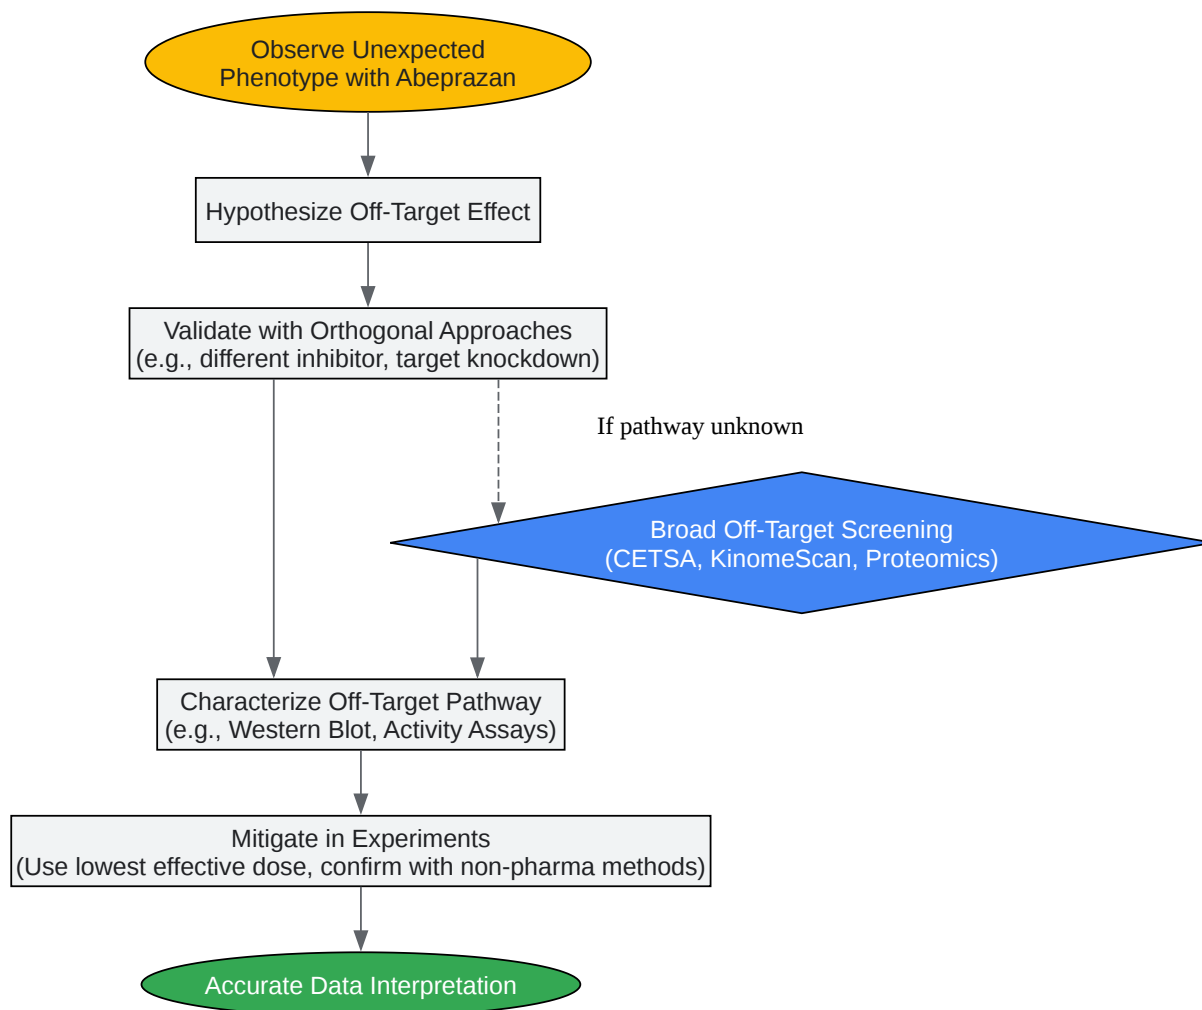 Observe Unexpected
Phenotype with Abeprazan
Hypothesize Off-Target Effect
Validate with Orthogonal Approaches
(e.g., different inhibitor, target knockdown)
If pathway unknown
Broad Off-Target Screening
(CETSA, KinomeScan, Proteomics)
Characterize Off-Target Pathway
(e.g., Western Blot, Activity Assays)
Mitigate in Experiments
(Use lowest effective dose, confirm with non-pharma methods)
Accurate Data Interpretation